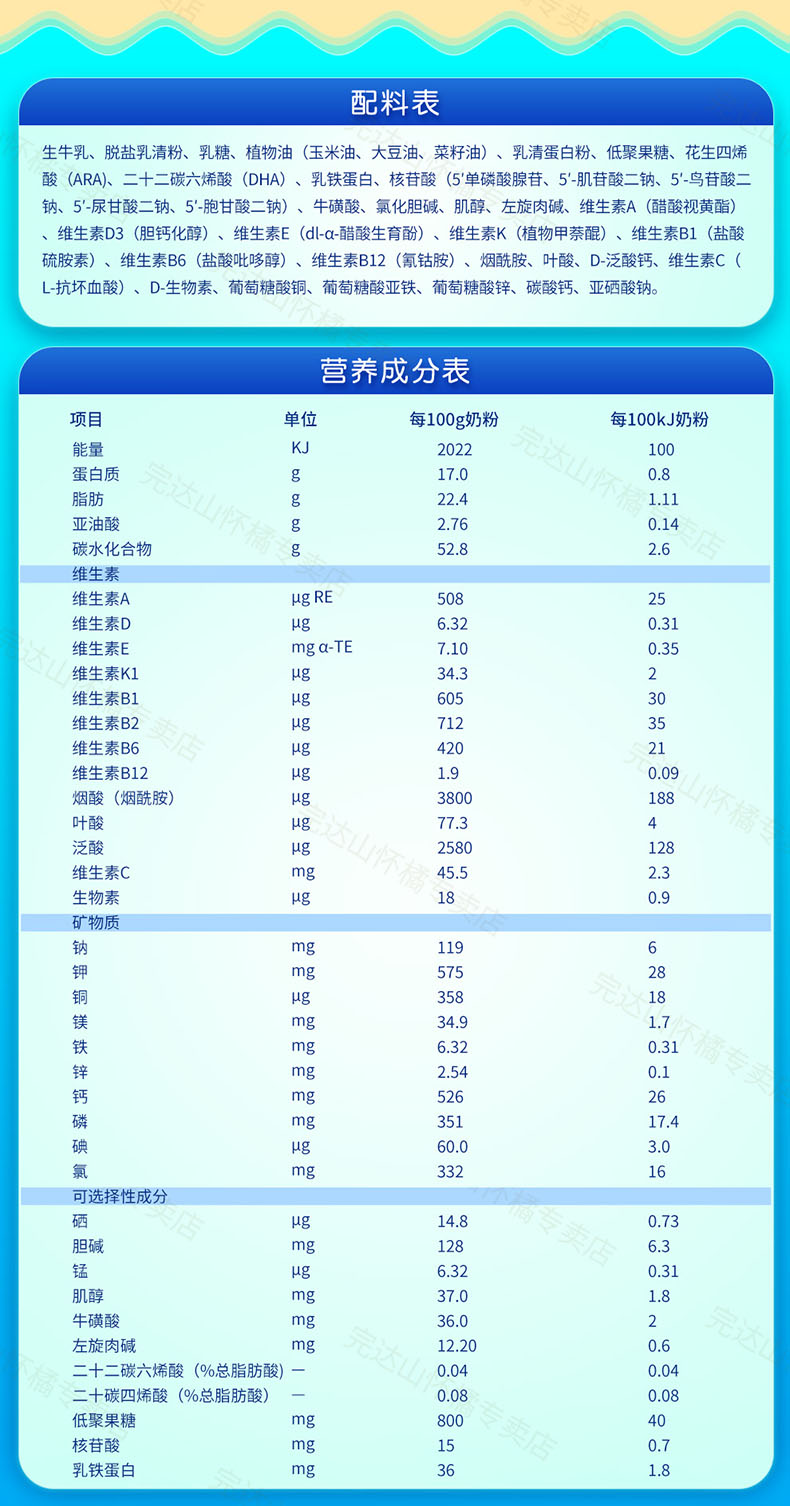 配料表
生牛乳、脱盐乳清粉、乳糖、植物油（玉米油、大豆油、菜籽油）、乳清蛋白粉、低聚果糖、花生四烯
酸（ARA)、二十二碳六烯酸（DHA）、乳铁蛋白、核苷酸（5′单磷酸腺苷、5′-肌苷酸二钠、5′-鸟苷酸二
钠、5′-尿甘酸二钠、5′-胞甘酸二钠）、牛磺酸、氯化胆碱、肌醇、左旋肉碱、维生素A（醋酸视黄酯）
、维生素D3（胆钙化醇）、维生素E（dl-α-醋酸生育酚）、维生素K（植物甲萘醌）、维生素B1（盐酸
硫胺素）、维生素B6（盐酸吡哆醇）、维生素B12（氰钴胺）、烟酰胺、叶酸、D-泛酸钙、维生素C（
L-抗坏血酸）、D-生物素、葡萄糖酸铜、葡萄糖酸亚铁、葡萄糖酸锌、碳酸钙、亚硒酸钠。
营养成分表
项目 单位 每100g奶粉 每100kJ奶粉
能量 KJ 2022 100
蛋白质 g 17.0 0.8
脂肪 g 22.4 1.11
亚油酸 g 2.76 0.14
碳水化合物 g 52.8 2.6
维生素
维生素A μg RE 508 25
维生素D μg 6.32 0.31
维生素E mg α-TE 7.10 0.35
维生素K1 μg 34.3 2
维生素B1 μg 605 30
维生素B2 μg 712 35
维生素B6 μg 420 21
维生素B12 μg 1.9 0.09
烟酸（烟酰胺） μg 3800 188
叶酸 μg 77.3 4
泛酸 μg 2580 128
维生素C mg 45.5 2.3
生物素 μg 18 0.9
矿物质
钠 mg 119 6
钾 mg 575 28
铜 μg 358 18
镁 mg 34.9 1.7
铁 mg 6.32 0.31
锌 mg 2.54 0.1
钙 mg 526 26
磷 mg 351 17.4
碘 μg 60.0 3.0
氯 mg 332 16
可选择性成分
硒 μg 14.8 0.73
胆碱 mg 128 6.3
锰 μg 6.32 0.31
肌醇 mg 37.0 1.8
牛磺酸 mg 36.0 2
左旋肉碱 mg 12.20 0.6
二十二碳六烯酸（%总脂肪酸) — 0.04 0.04
二十碳四烯酸（%总脂肪酸） — 0.08 0.08
低聚果糖 mg 800 40
核苷酸 mg 15 0.7
乳铁蛋白 mg 36 1.8
完达山怀橘专卖店